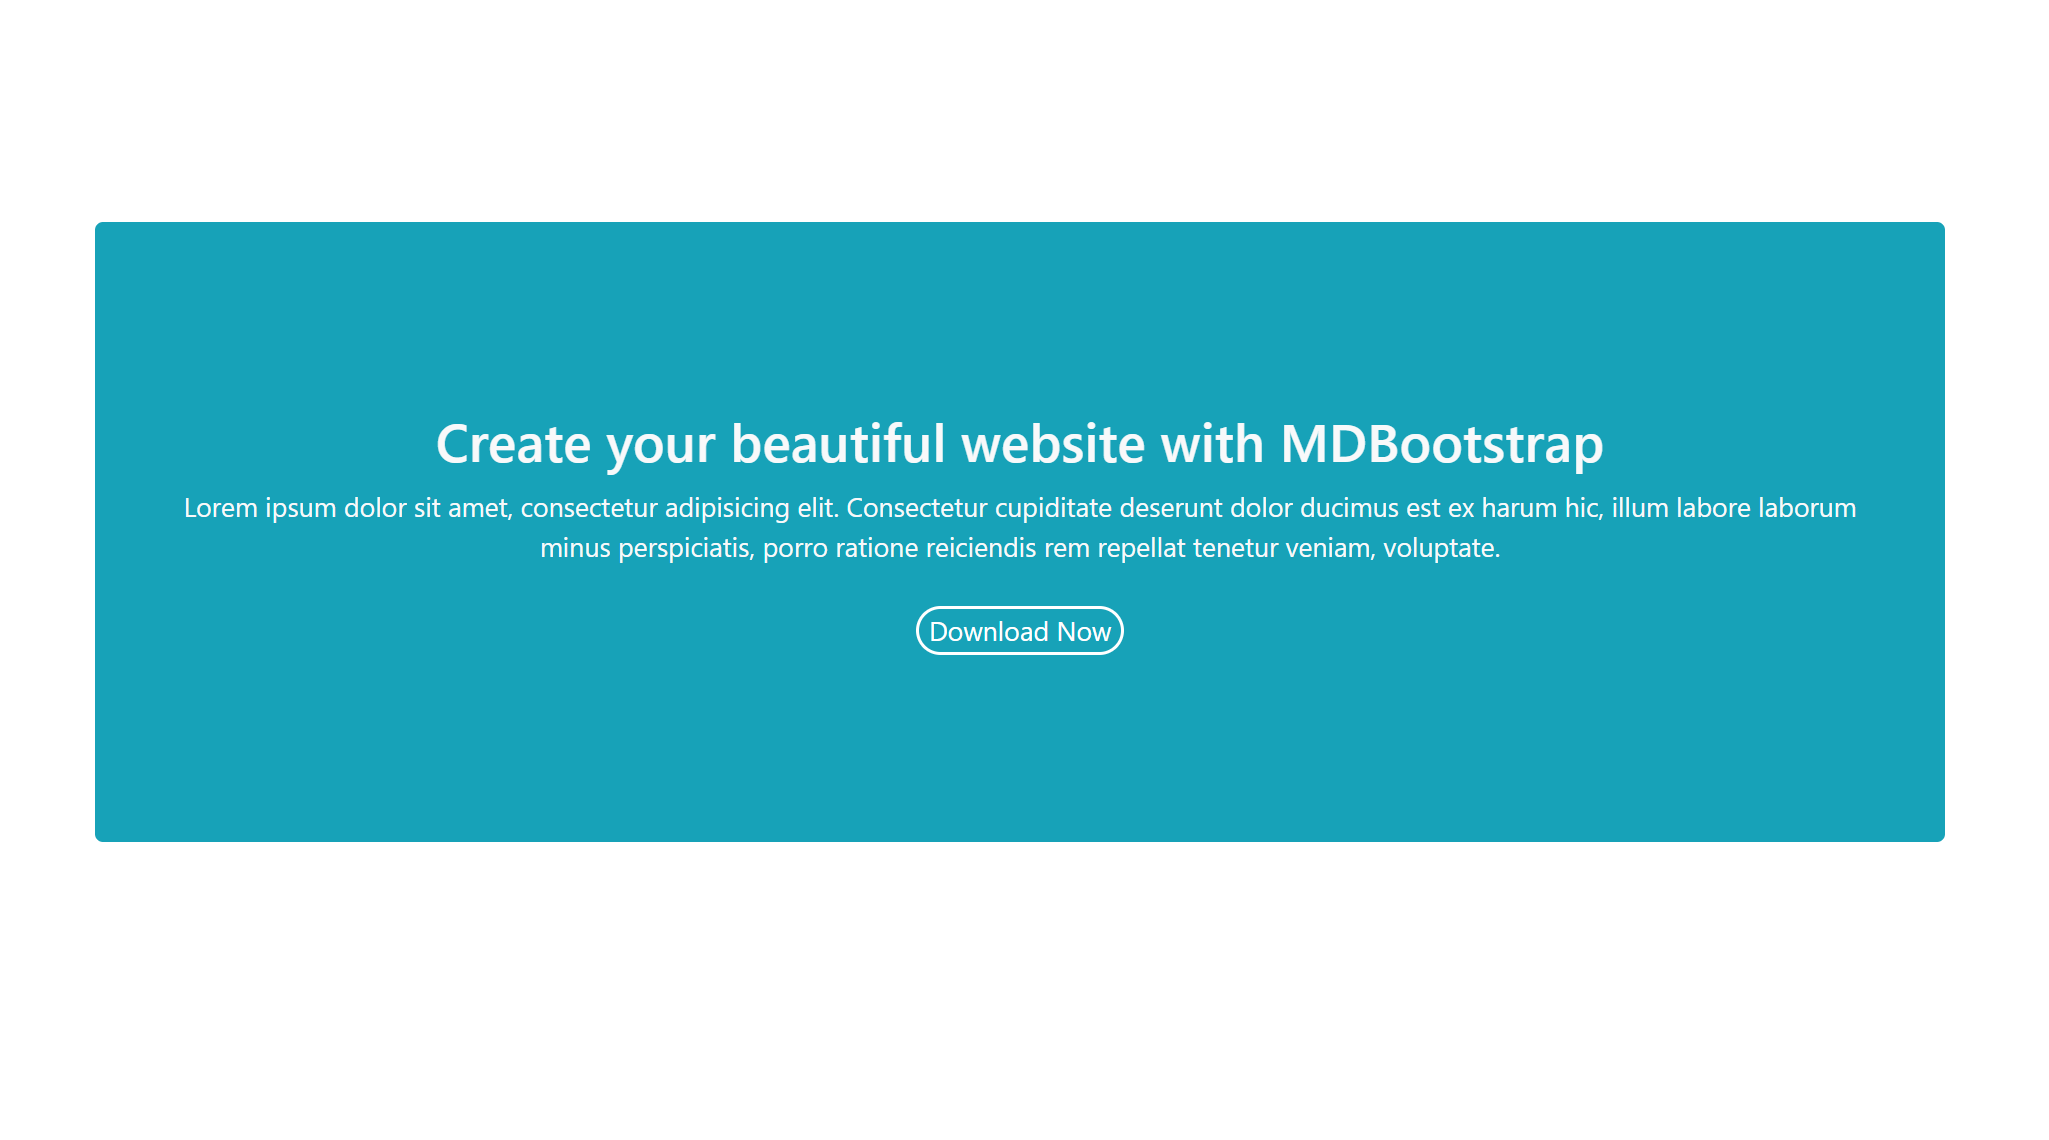 Create your beautiful website with MDBootstrap
Lorem ipsum dolor sit amet, consectetur adipisicing elit. Consectetur cupiditate deserunt dolor ducimus est ex harum hic, illum labore laborum
minus perspiciatis, porro ratione reiciendis rem repellat tenetur veniam, voluptate.
Download Now